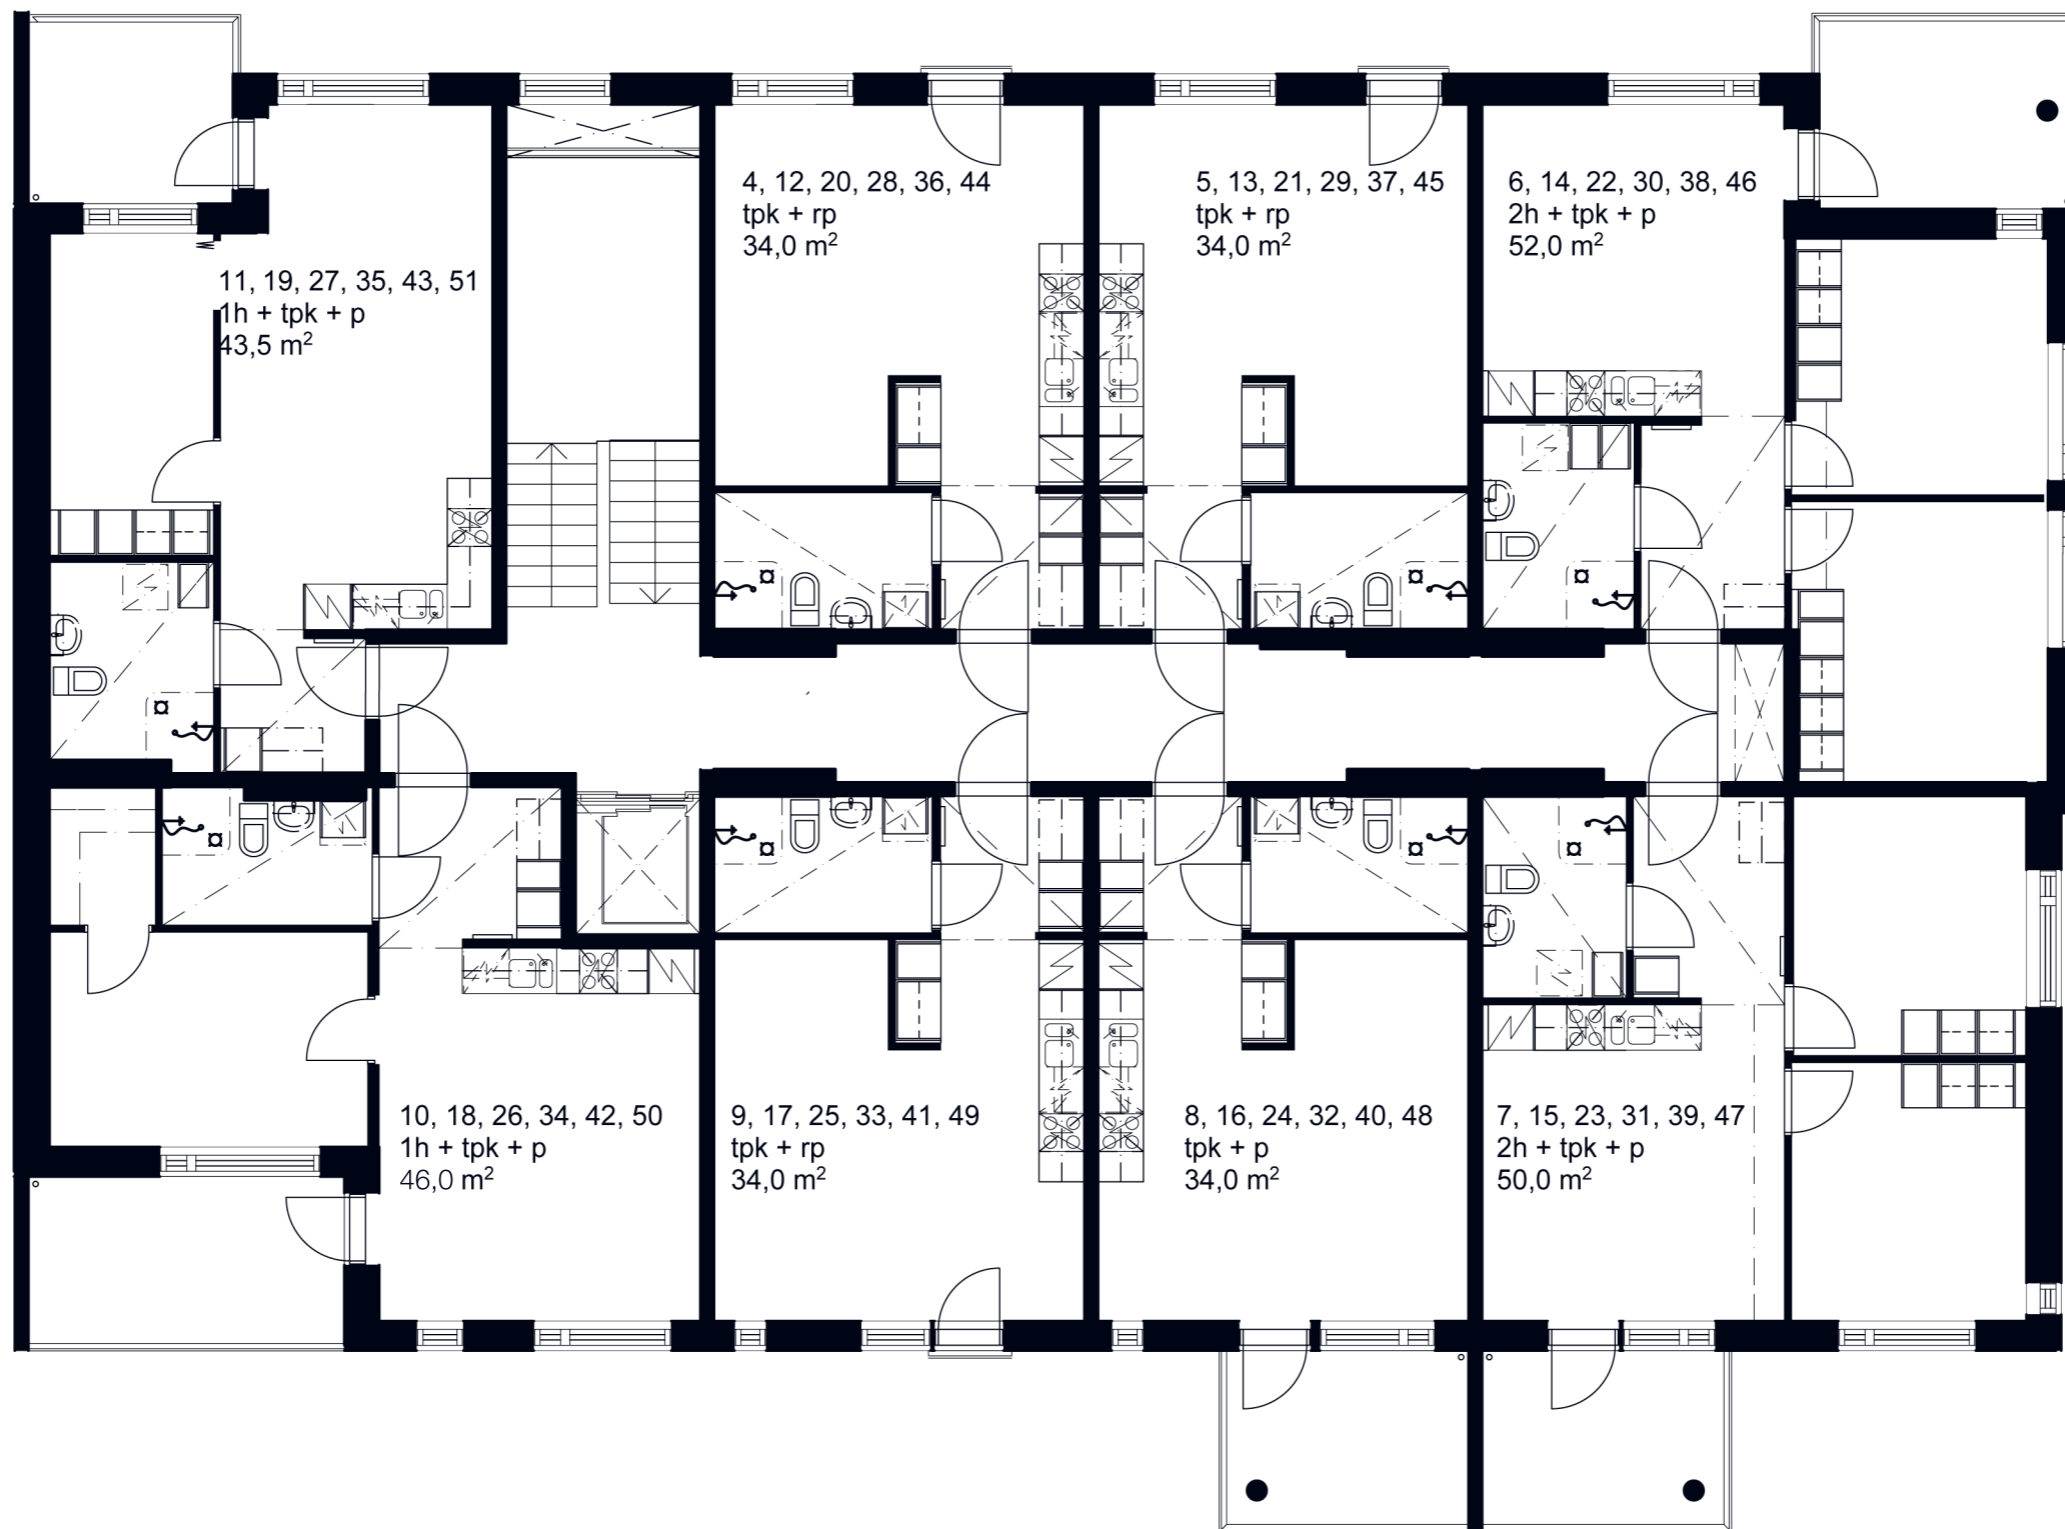 4, 12, 20, 28, 36, 44
tpk + rp
34,0 m²
5, 13, 21, 29, 37, 45
tpk + rp
34,0 m²
6, 14, 22, 30, 38, 46
2h + tpk + p
52,0 m²
11, 19, 27, 35, 43, 51
1h + tpk + p
43,5 m²
10, 18, 26, 34, 42, 50
1h + tpk + p
46,0 m²
9, 17, 25, 33, 41, 49
tpk + rp
34,0 m²
8, 16, 24, 32, 40, 48
tpk + p
34,0 m²
7, 15, 23, 31, 39, 47
2h + tpk + p
50,0 m²